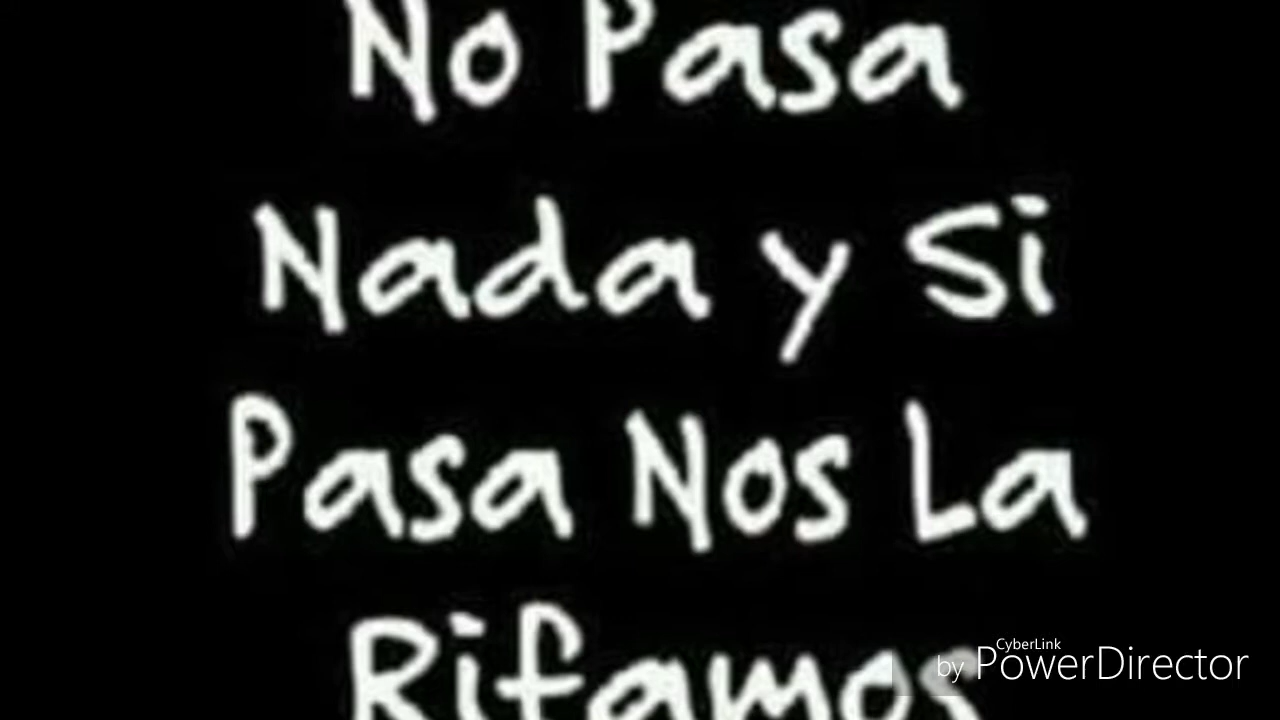 No Pasa
Nada y Si
Pasa Nos La
Rifamos
CyberLink
by PowerDirector